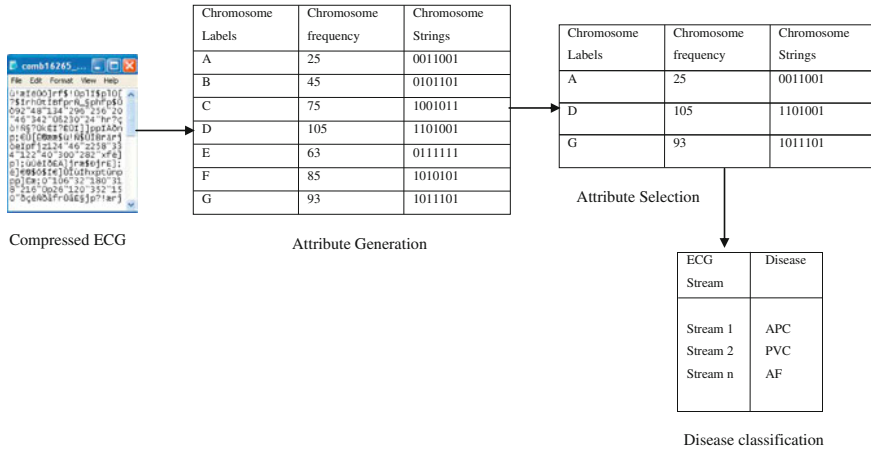 Chromosome Labels Chromosome frequency Chromosome Strings
A 25 0011001
B 45 0101101
C 75 1001011
D 105 1101001
E 63 0111111
F 85 1010101
G 93 1011101
Attribute Generation
Chromosome Labels Chromosome frequency Chromosome Strings
A 25 0011001
D 105 1101001
G 93 1011101
Attribute Selection
comb16265_...
File Edit Format View Help
Compressed ECG
ECG Stream Disease
Stream 1 APC
Stream 2 PVC
Stream n AF
Disease classification